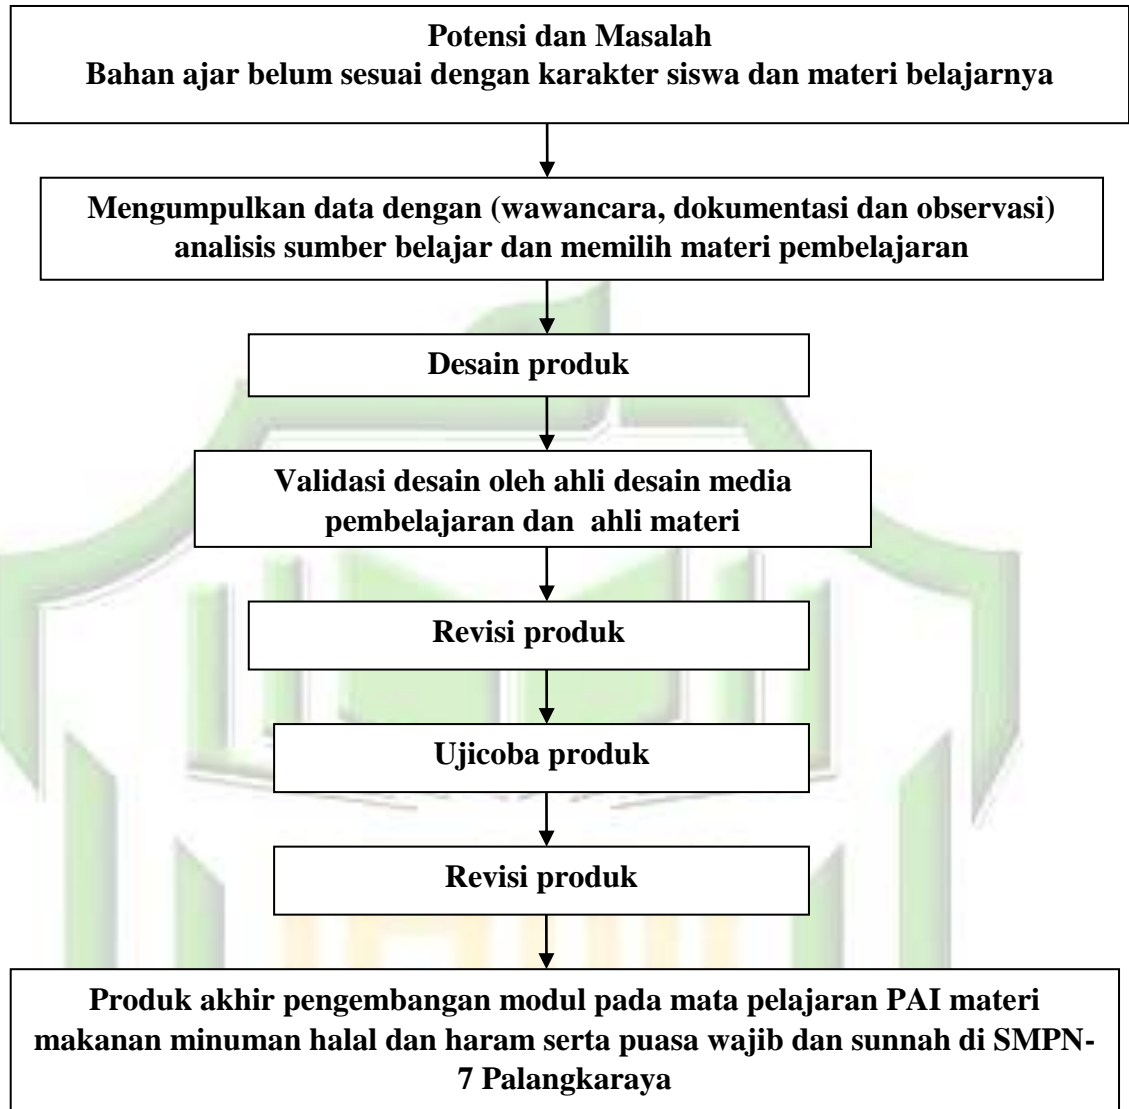 Potensi dan Masalah
Bahan ajar belum sesuai dengan karakter siswa dan materi belajarnya
Mengumpulkan data dengan (wawancara, dokumentasi dan observasi)
analisis sumber belajar dan memilih materi pembelajaran
Desain produk
Validasi desain oleh ahli desain media
pembelajaran dan  ahli materi
Revisi produk
Ujicoba produk
Revisi produk
Produk akhir pengembangan modul pada mata pelajaran PAI materi
makanan minuman halal dan haram serta puasa wajib dan sunnah di SMPN-
7 Palangkaraya